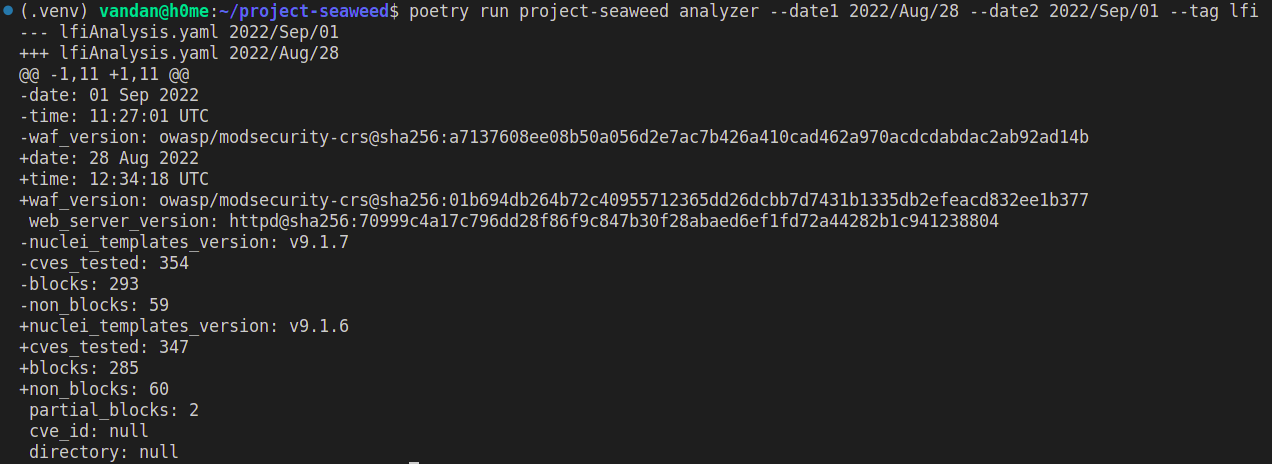 (.venv) vandan@h0me:~/project-seaweed$ poetry run project-seaweed analyzer --date1 2022/Aug/28 --date2 2022/Sep/01 --tag lfi
--- lfiAnalysis.yaml 2022/Sep/01
+++ lfiAnalysis.yaml 2022/Aug/28
@@ -1,11 +1,11 @@
-date: 01 Sep 2022
-time: 11:27:01 UTC
-waf_version: owasp/modsecurity-crs@sha256:a7137608ee08b50a056d2e7ac7b426a410cad462a970acdcdabdac2ab92ad14b
+date: 28 Aug 2022
+time: 12:34:18 UTC
+waf_version: owasp/modsecurity-crs@sha256:01b694db264b72c40955712365dd26dcbb7d7431b1335db2efeacd832ee1b377
 web_server_version: httpd@sha256:70999c4a17c796dd28f86f9c847b30f28abaed6ef1fd72a44282b1c941238804
-nuclei_templates_version: v9.1.7
-cves_tested: 354
-blocks: 293
-non_blocks: 59
+nuclei_templates_version: v9.1.6
+cves_tested: 347
+blocks: 285
+non_blocks: 60
 partial_blocks: 2
 cve_id: null
 directory: null